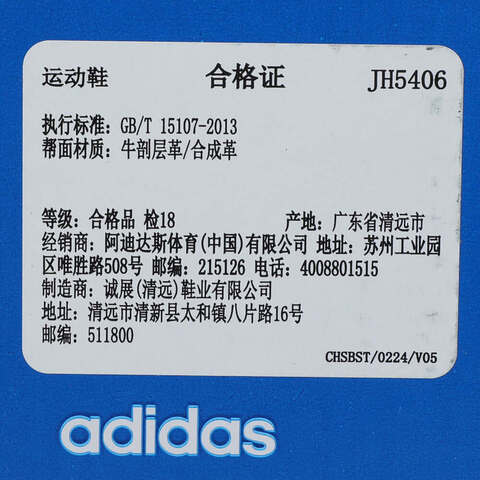 运动鞋 合格证 JH5406
执行标准: GB/T 15107-2013
帮面材质: 牛剖层革/合成革
等级: 合格品 检18 产地: 广东省清远市
经销商: 阿迪达斯体育(中国)有限公司 地址: 苏州工业园
区唯胜路508号 邮编: 215126 电话: 4008801515
制造商: 诚展(清远)鞋业有限公司
地址: 清远市清新县太和镇八片路16号
邮编: 511800
CHSBST/0224/V05
adidas